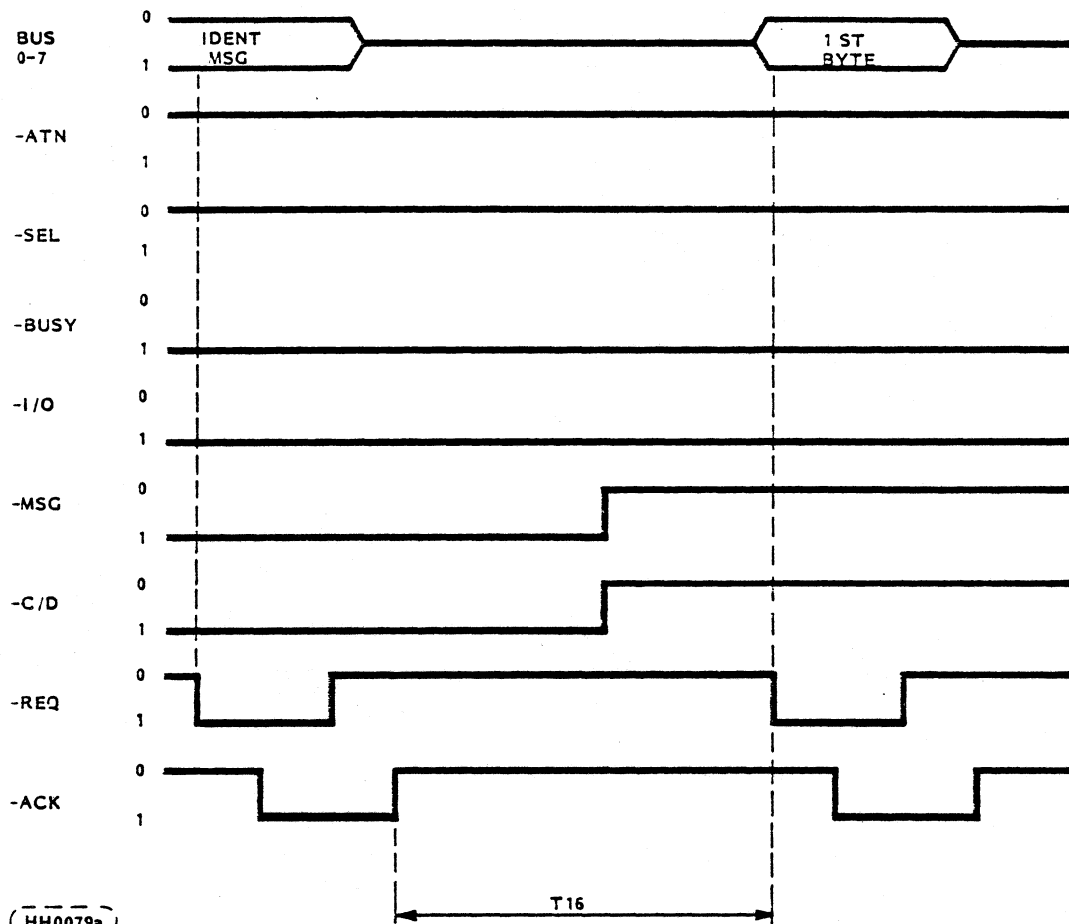 BUS
0-7
0
1
IDENT
MSG
1 ST
BYTE
-ATN
0
1
-SEL
0
1
-BUSY
0
1
-I/O
0
1
-MSG
0
1
-C/D
0
1
-REQ
0
1
-ACK
0
1
T16
HH0079a